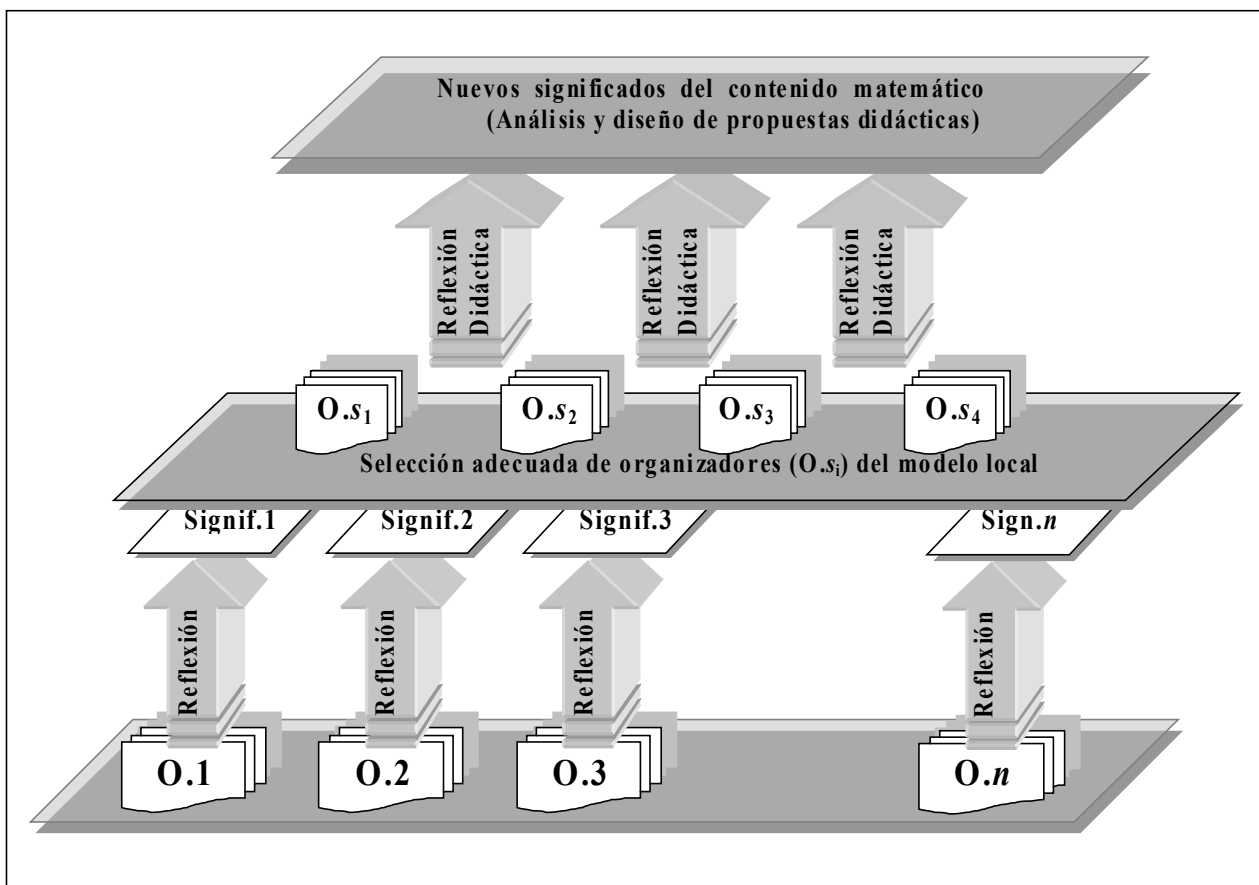 Nuevos significados del contenido matemático
(Análisis y diseño de propuestas didácticas)
Reflexión
Didáctica
Reflexión
Didáctica
Reflexión
Didáctica
O.s1
O.s2
O.s3
O.s4
Selección adecuada de organizadores (O.si) del modelo local
Signif.1
Signif.2
Signif.3
Sign.n
Reflexión
Reflexión
Reflexión
Reflexión
O.1
O.2
O.3
O.n